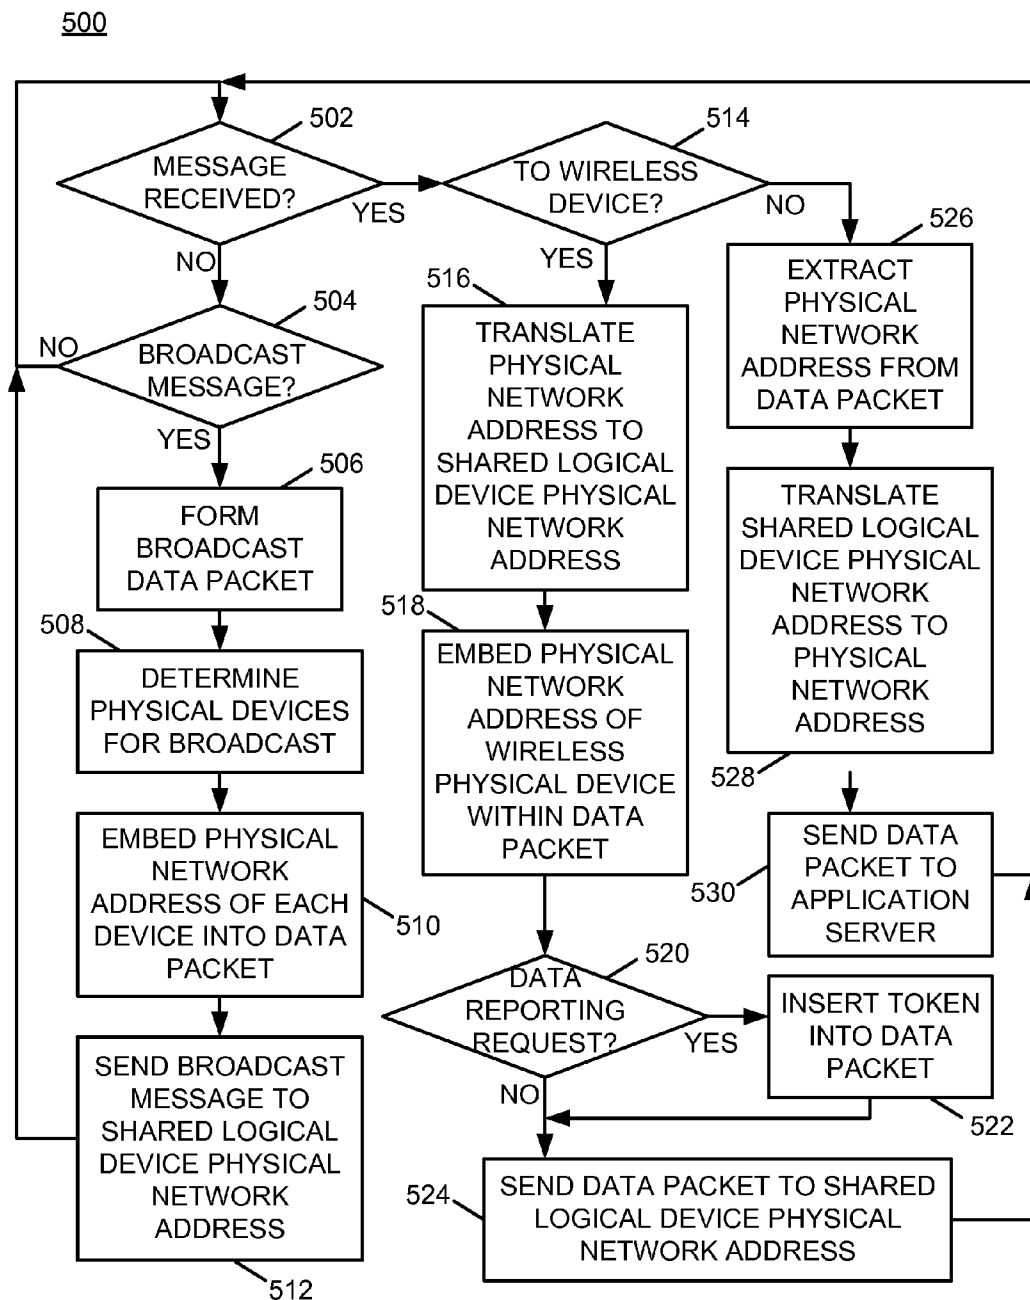 500
502
MESSAGE
RECEIVED?
YES
NO
514
TO WIRELESS
DEVICE?
NO
YES
504
BROADCAST
MESSAGE?
NO
YES
506
FORM
BROADCAST
DATA PACKET
508
DETERMINE
PHYSICAL DEVICES
FOR BROADCAST
EMBED PHYSICAL
NETWORK
ADDRESS OF EACH
DEVICE INTO DATA
PACKET
510
SEND BROADCAST
MESSAGE TO
SHARED LOGICAL
DEVICE PHYSICAL
NETWORK
ADDRESS
512
516
TRANSLATE
PHYSICAL
NETWORK
ADDRESS TO
SHARED LOGICAL
DEVICE PHYSICAL
NETWORK
ADDRESS
518
EMBED PHYSICAL
NETWORK
ADDRESS OF
WIRELESS
PHYSICAL DEVICE
WITHIN DATA
PACKET
520
DATA
REPORTING
REQUEST?
YES
NO
INSERT TOKEN
INTO DATA
PACKET
522
524
SEND DATA PACKET TO SHARED
LOGICAL DEVICE PHYSICAL
NETWORK ADDRESS
526
EXTRACT
PHYSICAL
NETWORK
ADDRESS FROM
DATA PACKET
TRANSLATE
SHARED LOGICAL
DEVICE PHYSICAL
NETWORK
ADDRESS TO
PHYSICAL
NETWORK
ADDRESS
528
530
SEND DATA
PACKET TO
APPLICATION
SERVER